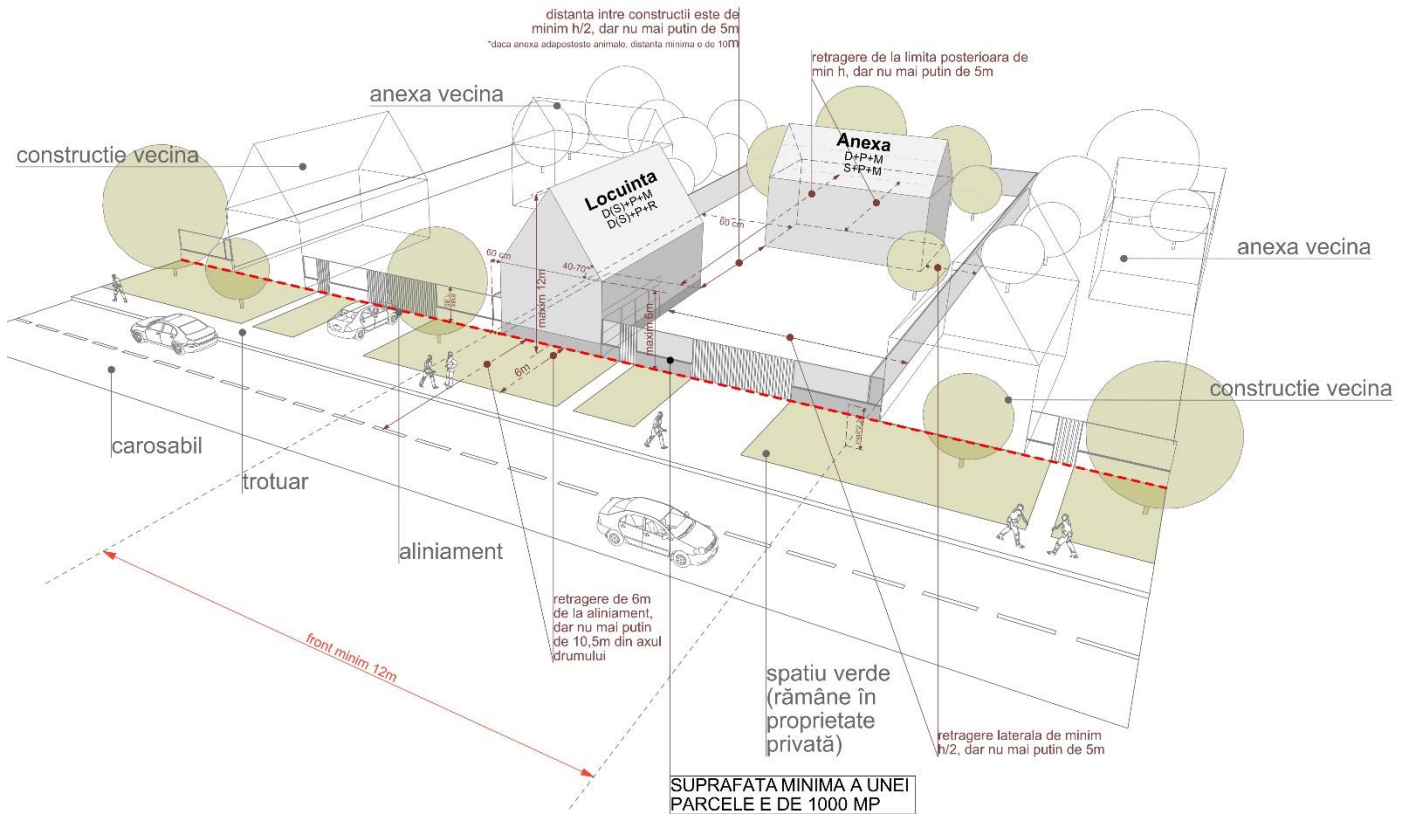 distanta intre constructii este de
minim h/2, dar nu mai putin de 5m
*daca anexa adaposteste animale, distanta minima e de 10m
retragere de la limita posterioara de
min h, dar nu mai putin de 5m
anexa vecina
constructie vecina
Anexa
D+P+M
S+P+M
Locuinta
D(S)+P+M
D(S)+P+R
60 cm
60 cm
40-70°
maxim 12m
maxim 6m
anexa vecina
6m
constructie vecina
carosabil
trotuar
aliniament
retragere de 6m
de la aliniament,
dar nu mai putin
de 10,5m din axul
drumului
front minim 12m
spatiu verde
(rămâne în
proprietate
privată)
retragere laterala de minim
h/2, dar nu mai putin de 5m
SUPRAFATA MINIMA A UNEI
PARCELE E DE 1000 MP